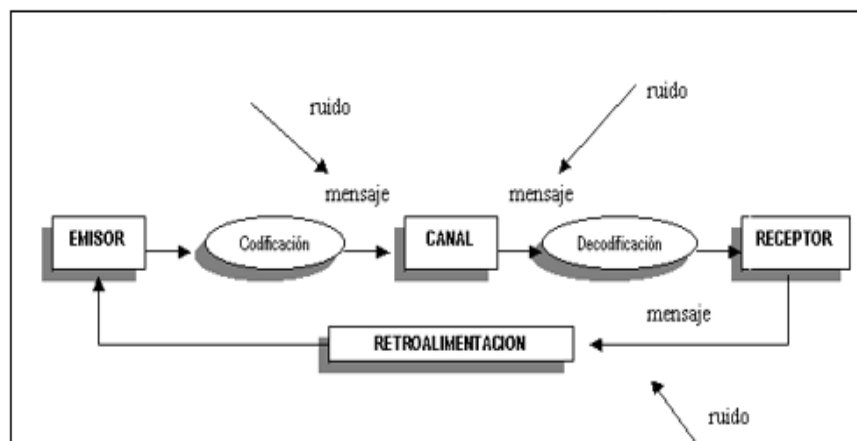 ruido
ruido
mensaje
mensaje
EMISOR
Codificación
CANAL
Decodificación
RECEPTOR
mensaje
RETROALIMENTACION
ruido